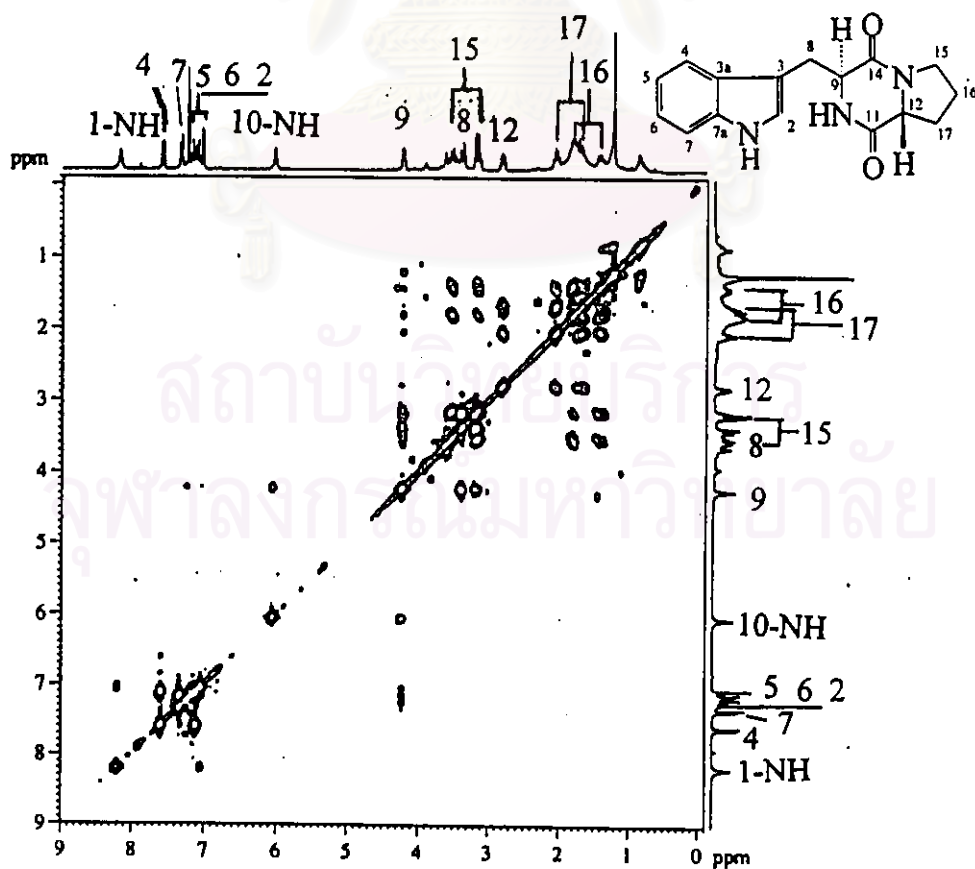 4 7 5 6 2 15 17 16
1-NH 10-NH 9 8 12
ppm
H O
4 3a 3 8 9 14 N 15
5 16
6 7a 2 HN 11 12 17
7 N
H O H
1
2
3
4
5
6
7
8
9
16
17
12
15
8
9
10-NH
5 6 2
7
4
1-NH
สถาบันวิทยบริการ
จุฬาลงกรณ์มหาวิทยาลัย
9 8 7 6 5 4 3 2 1 0 ppm